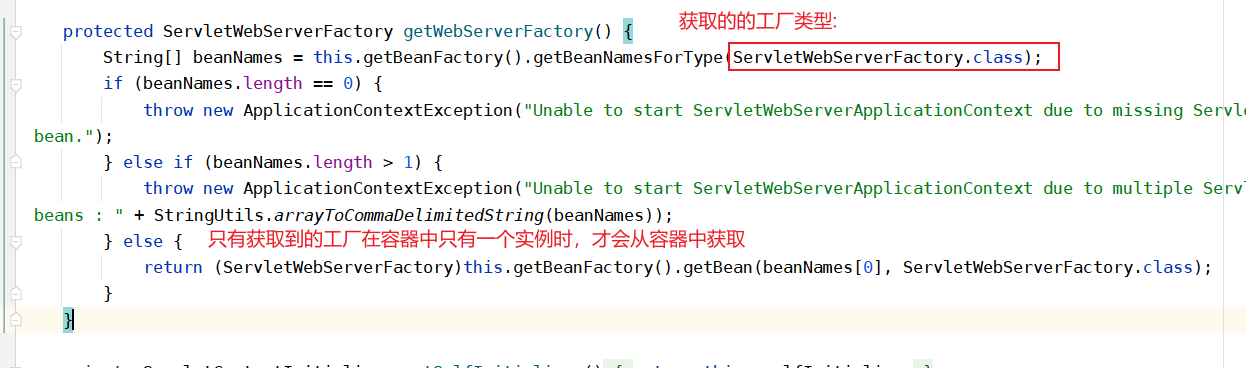 获取的的工厂类型:
protected ServletWebServerFactory getWebServerFactory() {
String[] beanNames = this.getBeanFactory().getBeanNamesForType(ServletWebServerFactory.class);
if (beanNames.length == 0) {
throw new ApplicationContextException("Unable to start ServletWebServerApplicationContext due to missing Servl
bean.");
} else if (beanNames.length > 1) {
throw new ApplicationContextException("Unable to start ServletWebServerApplicationContext due to multiple Serv
beans : " + StringUtils.arrayToCommaDelimitedString(beanNames));
} else { 只有获取到的工厂在容器中只有一个实例时，才会从容器中获取
return (ServletWebServerFactory)this.getBeanFactory().getBean(beanNames[0], ServletWebServerFactory.class);
}
}